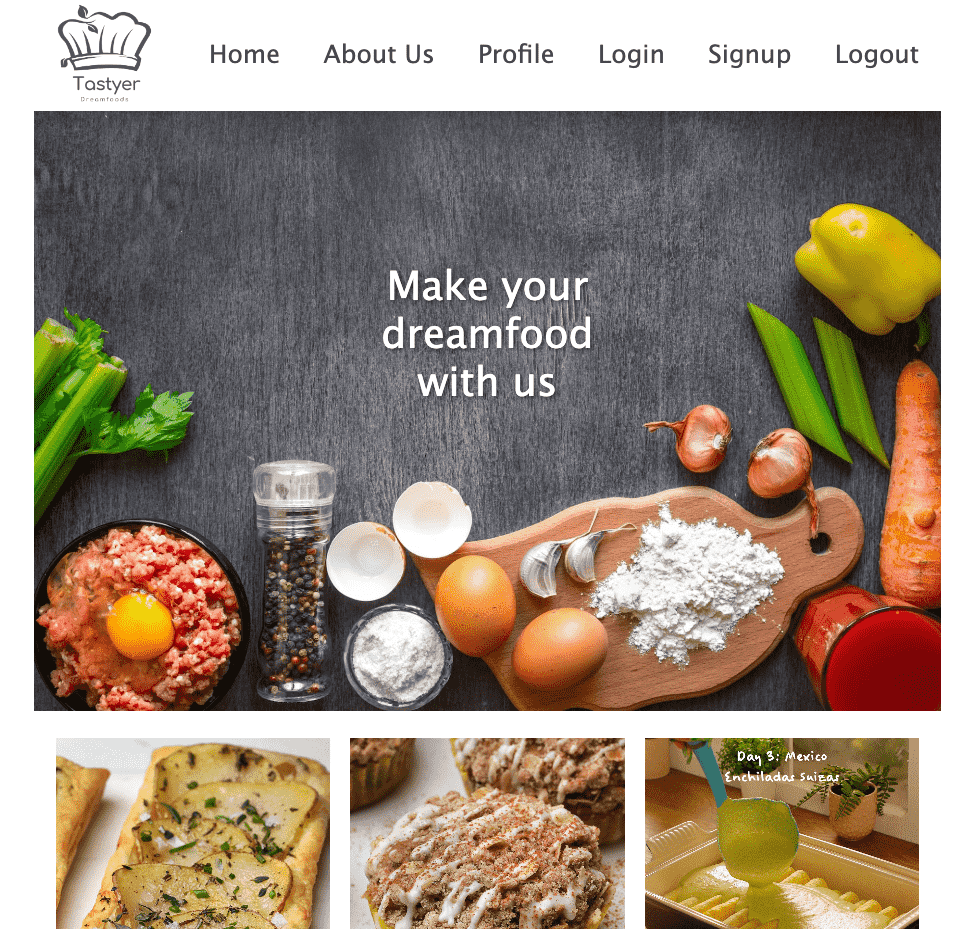 Tastyer
Dreamfoods
Home
About Us
Profile
Login
Signup
Logout
Make your
dreamfood
with us
Day 3: Mexico
Enchiladas Suizas